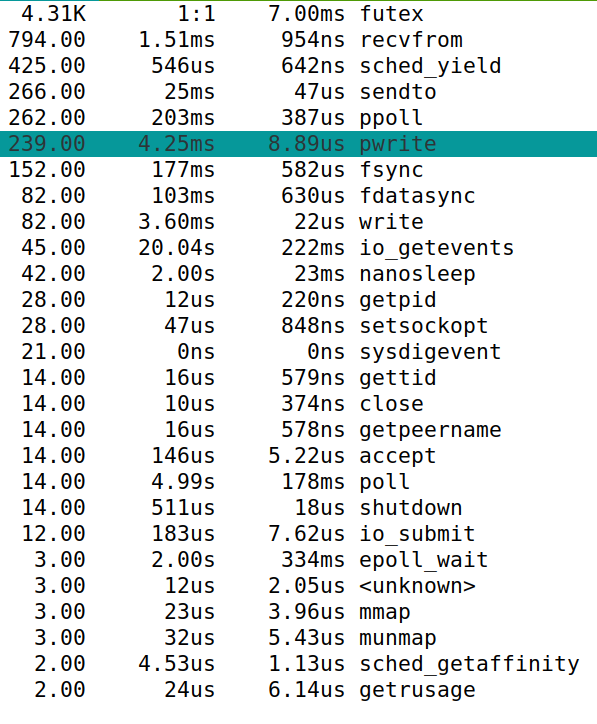 4.31K 1:1 7.00ms futex
794.00 1.51ms 954ns recvfrom
425.00 546us 642ns sched_yield
266.00 25ms 47us sendto
262.00 203ms 387us ppoll
239.00 4.25ms 8.89us pwrite
152.00 177ms 582us fsync
82.00 103ms 630us fdatasync
82.00 3.60ms 22us write
45.00 20.04s 222ms io_getevents
42.00 2.00s 23ms nanosleep
28.00 12us 220ns getpid
28.00 47us 848ns setsockopt
21.00 0ns 0ns sysdigevent
14.00 16us 579ns gettid
14.00 10us 374ns close
14.00 16us 578ns getpeername
14.00 146us 5.22us accept
14.00 4.99s 178ms poll
14.00 511us 18us shutdown
12.00 183us 7.62us io_submit
3.00 2.00s 334ms epoll_wait
3.00 12us 2.05us <unknown>
3.00 23us 3.96us mmap
3.00 32us 5.43us munmap
2.00 4.53us 1.13us sched_getaffinity
2.00 24us 6.14us getrusage